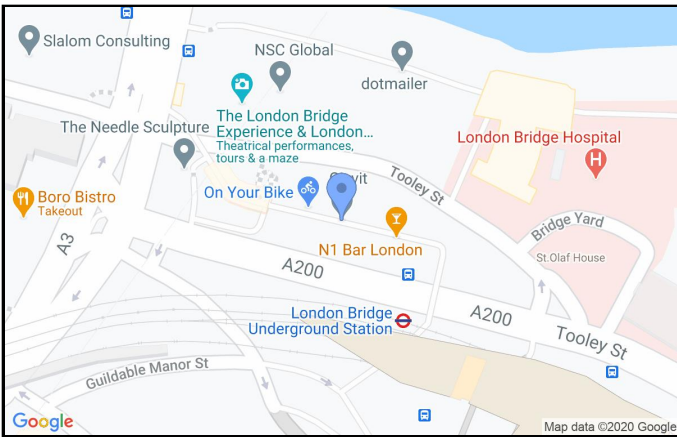 Slalom Consulting
NSC Global
dotmailer
The London Bridge
Experience & London...
Theatrical performances,
tours & a maze
The Needle Sculpture
London Bridge Hospital
H
Tooley St
On Your Bike
Boro Bistro
Takeout
A3
N1 Bar London
Bridge Yard
St.Olaf House
A200
London Bridge
Underground Station
A200
Tooley St
Guildable Manor St
Google
Map data ©2020 Google